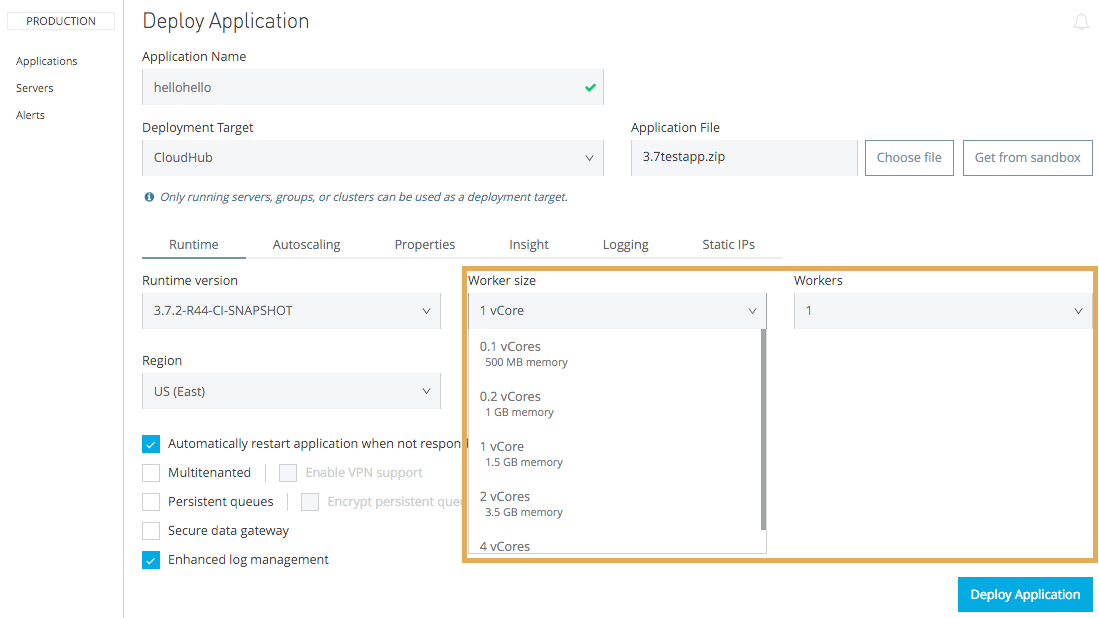 PRODUCTION
Applications
Servers
Alerts
Deploy Application
Application Name
hellohello
Deployment Target
CloudHub
Application File
3.7testapp.zip
Choose file
Get from sandbox
Only running servers, groups, or clusters can be used as a deployment target.
Runtime Autoscaling Properties Insight Logging Static IPs
Runtime version
3.7.2-R44-CI-SNAPSHOT
Region
US (East)
Automatically restart application when not respond
Multitenanted
Enable VPN support
Persistent queues
Encrypt persistent que
Secure data gateway
Enhanced log management
Worker size
1 vCore
0.1 vCores
500 MB memory
0.2 vCores
1 GB memory
1 vCore
1.5 GB memory
2 vCores
3.5 GB memory
4 vCores
Workers
1
Deploy Application